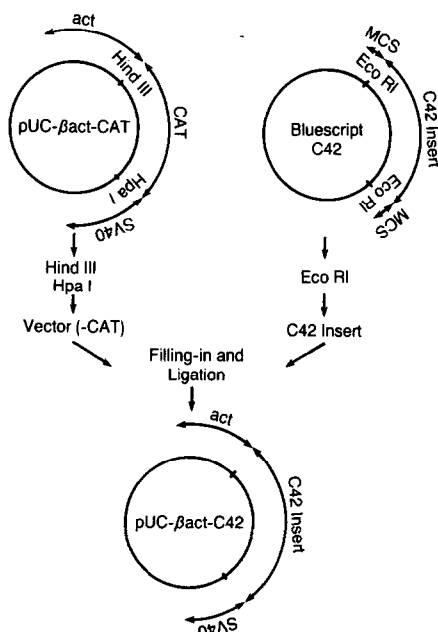 act
Hind III
pUC-βact-CAT
CAT
Hpa I
SV40
Hind III
Hpa I
Vector (-CAT)
MCS
Eco RI
Bluescript
C42
C42 Insert
Eco RI
MCS
Eco RI
C42 Insert
Filling-in and
Ligation
act
pUC-βact-C42
C42 Insert
SV40